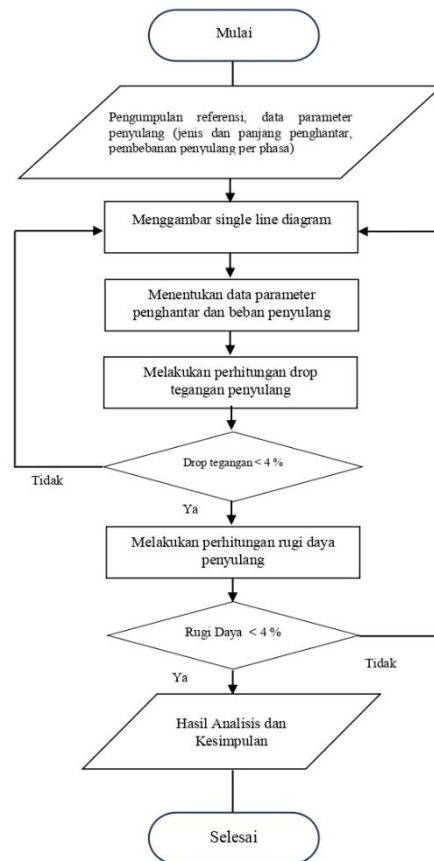 Mulai
Pengumpulan referensi, data parameter
penyulang (jenis dan panjang penghantar,
pembebanan penyulang per phasa)
Menggambar single line diagram
Menentukan data parameter
penghantar dan beban penyulang
Melakukan perhitungan drop
tegangan penyulang
Drop tegangan < 4 %
Tidak
Ya
Melakukan perhitungan rugi daya
penyulang
Rugi Daya < 4 %
Tidak
Ya
Hasil Analisis dan
Kesimpulan
Selesai